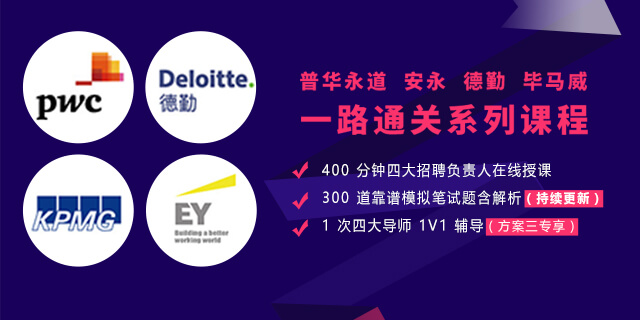 pwc
Deloitte.
德勤
KPMG
EY
Building a better
working world
普华永道 安永 德勤 毕马威
一路通关系列课程
400 分钟四大招聘负责人在线授课
300 道靠谱模拟笔试题含解析(持续更新)
1 次四大导师 1V1 辅导(方案三专享)